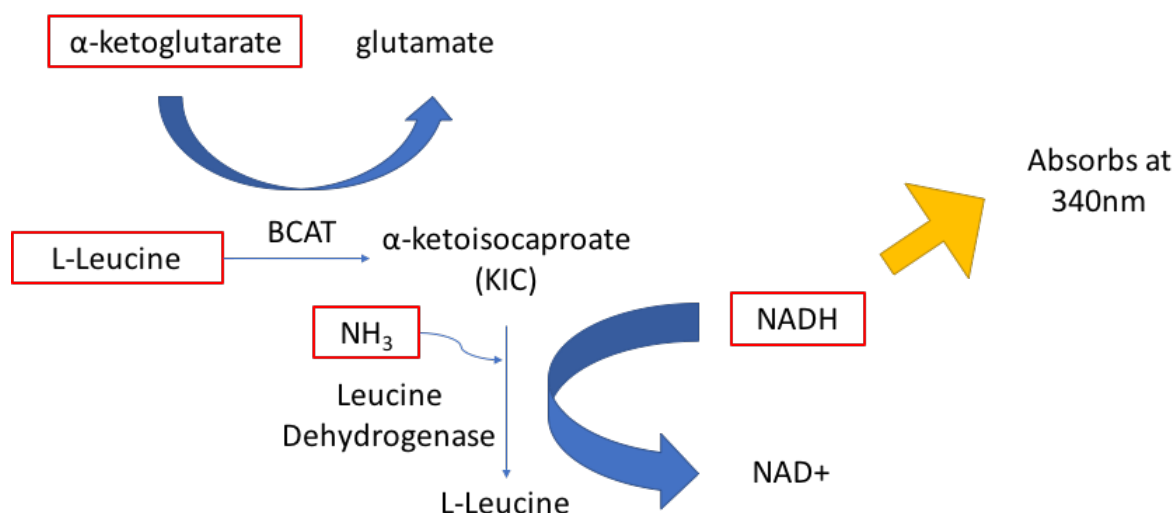 α-ketoglutarate
glutamate
Absorbs at
340nm
BCAT
L-Leucine
α-ketoisocaproate
(KIC)
NH₃
NADH
Leucine
Dehydrogenase
NAD+
L-Leucine